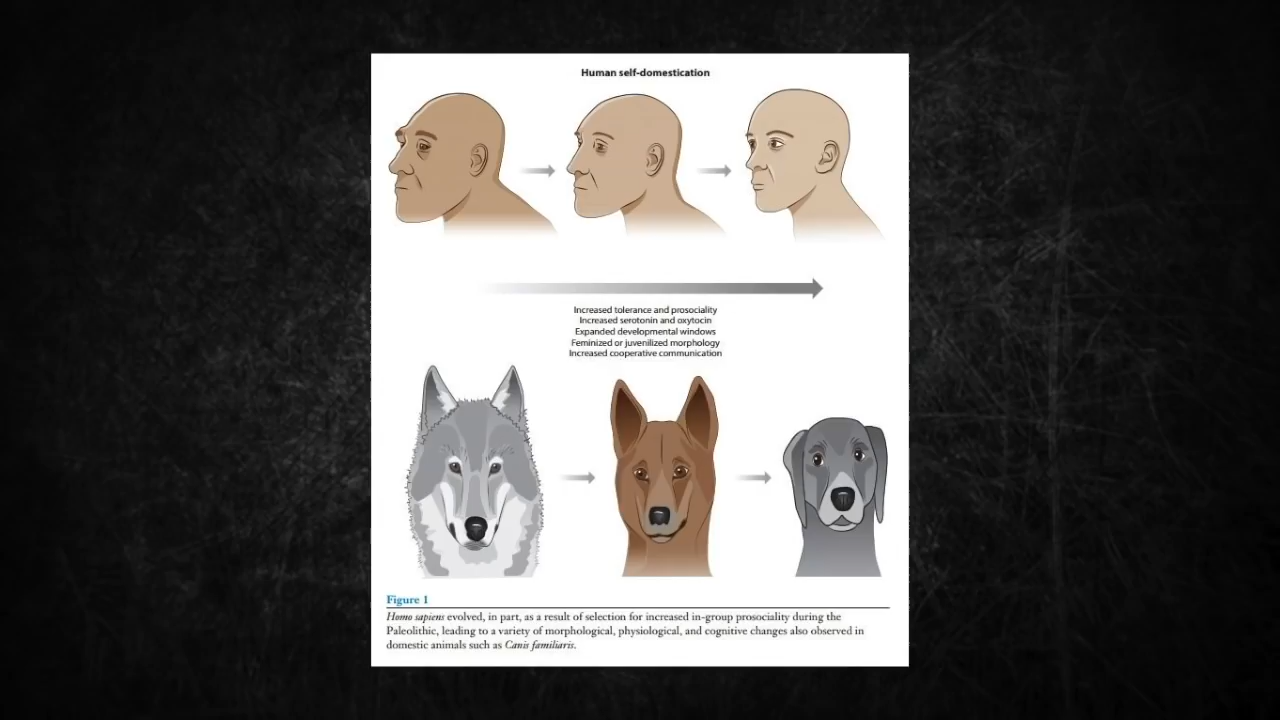 Human self-domestication
Increased tolerance and prosociality
Increased serotonin and oxytocin
Expanded developmental windows
Feminized or juvenilized morphology
Increased cooperative communication
Figure 1
Homo sapiens evolved, in part, as a result of selection for increased in-group prosociality during the
Paleolithic, leading to a variety of morphological, physiological, and cognitive changes also observed in
domestic animals such as Canis familiaris.